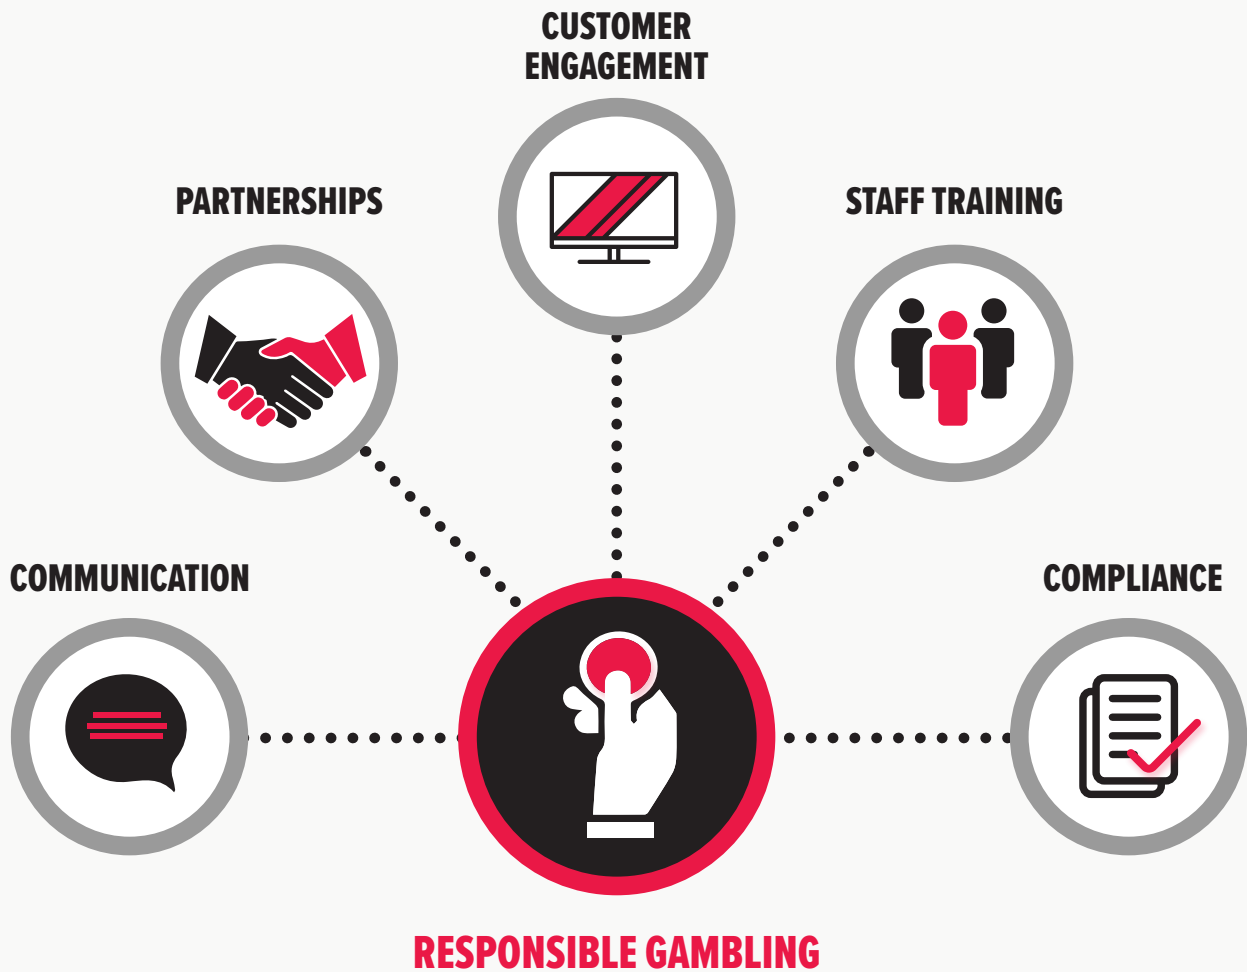 CUSTOMER
ENGAGEMENT
PARTNERSHIPS
STAFF TRAINING
COMMUNICATION
COMPLIANCE
RESPONSIBLE GAMBLING